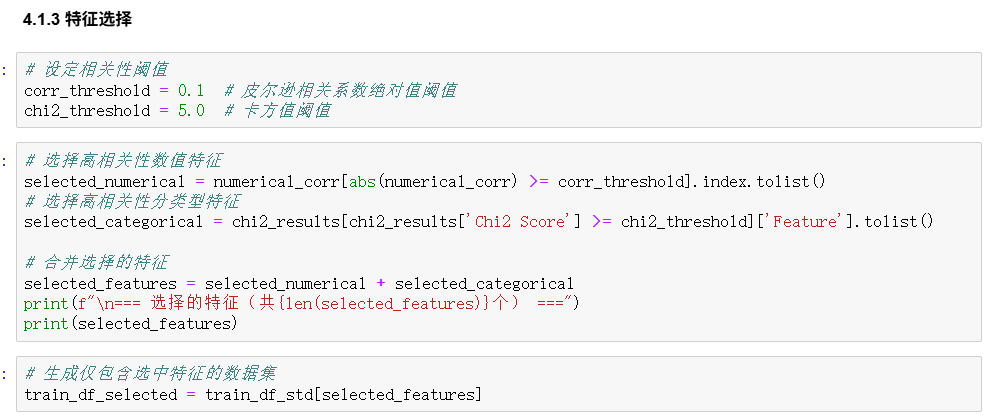 4.1.3 特征选择
:
# 设定相关性阈值
corr_threshold = 0.1  # 皮尔逊相关系数绝对值阈值
chi2_threshold = 5.0  # 卡方值阈值
:
# 选择高相关性数值特征
selected_numerical = numerical_corr[abs(numerical_corr) >= corr_threshold].index.tolist()
# 选择高相关性分类型特征
selected_categorical = chi2_results[chi2_results['Chi2 Score'] >= chi2_threshold]['Feature'].tolist()
# 合并选择的特征
selected_features = selected_numerical + selected_categorical
print(f"\n=== 选择的特征（共{len(selected_features)}个） ===")
print(selected_features)
:
# 生成仅包含选中特征的数据集
train_df_selected = train_df_std[selected_features]